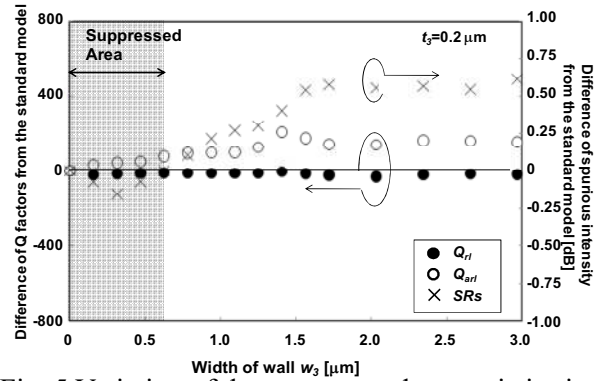 800
400
0
-400
-800
Difference of Q factors from the standard model
Suppressed
Area
t3=0.2 μm
1.00
0.75
0.50
0.25
0
-0.25
-0.50
-0.75
-1.00
Difference of spurious intensity
from the standard model [dB]
Qrl
Qarl
SRs
0 0.5 1.0 1.5 2.0 2.5 3.0
Width of wall w3 [μm]